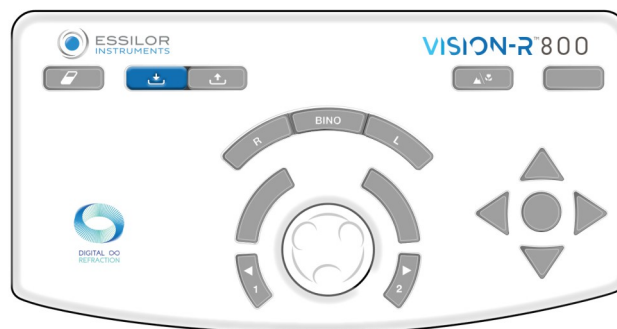 ESSILOR
INSTRUMENTS
VISION-R™800
R
BINO
L
1
2
DIGITAL
REFRACTION